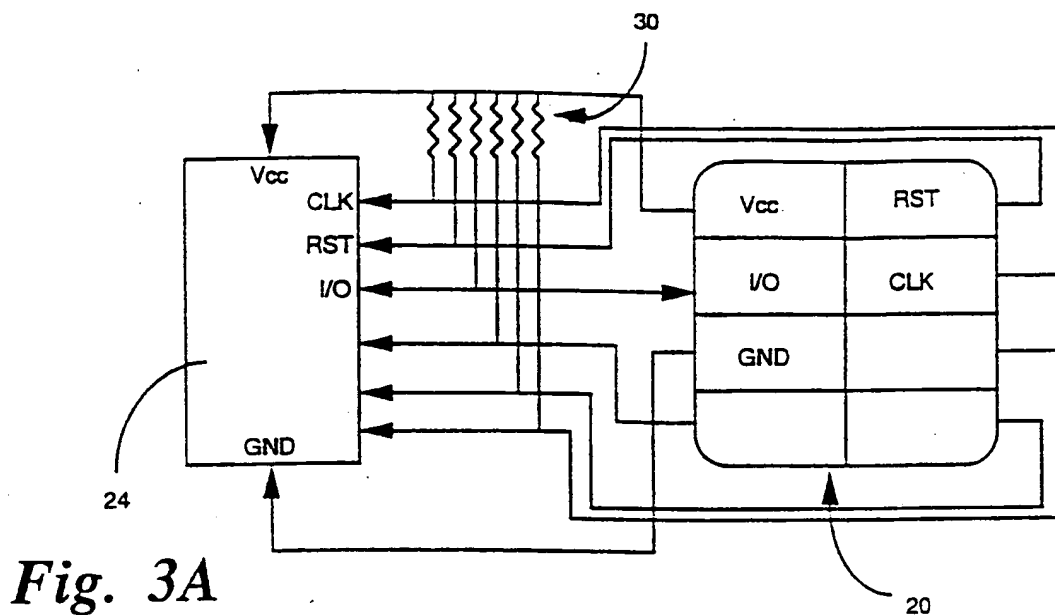 30
Vcc
CLK
RST
I/O
GND
24
Vcc RST
I/O CLK
GND
20
Fig. 3A